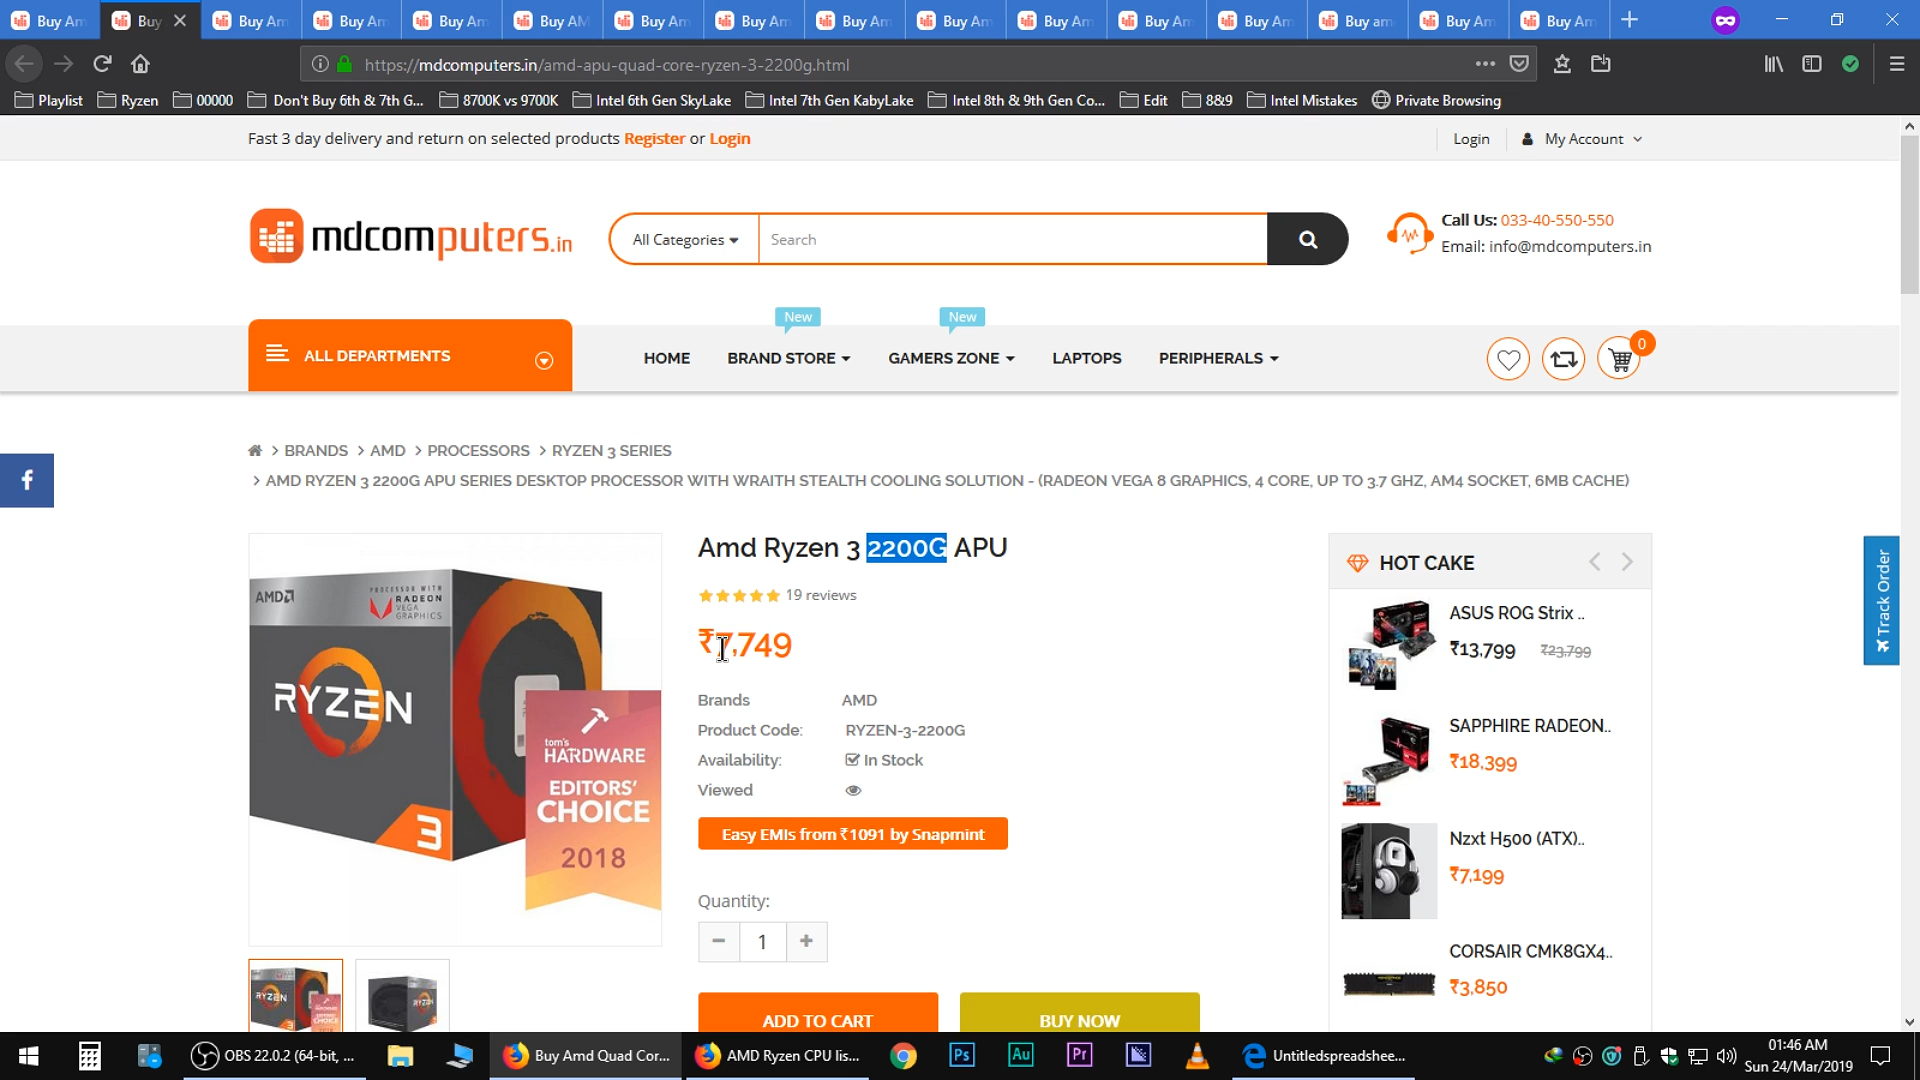 Buy Am
Buy
Buy Am
Buy Am
Buy Am
Buy AM
Buy Am
Buy Am
Buy Am
Buy Am
Buy Am
Buy Am
Buy Am
Buy am
Buy Am
Buy Am
https://mdcomputers.in/amd-apu-quad-core-ryzen-3-2200g.html
Playlist
Ryzen
00000
Don't Buy 6th & 7th G...
8700K vs 9700K
Intel 6th Gen SkyLake
Intel 7th Gen KabyLake
Intel 8th & 9th Gen Co...
Edit
8&9
Intel Mistakes
Private Browsing
Fast 3 day delivery and return on selected products Register or Login
Login
My Account
mdcomputers.in
All Categories
Search
Call Us: 033-40-550-550
Email: info@mdcomputers.in
New
New
ALL DEPARTMENTS
HOME
BRAND STORE
GAMERS ZONE
LAPTOPS
PERIPHERALS
0
> BRANDS > AMD > PROCESSORS > RYZEN 3 SERIES
> AMD RYZEN 3 2200G APU SERIES DESKTOP PROCESSOR WITH WRAITH STEALTH COOLING SOLUTION - (RADEON VEGA 8 GRAPHICS, 4 CORE, UP TO 3.7 GHZ, AM4 SOCKET, 6MB CACHE)
f
AMD
PROCESSOR WITH
RADEON
VEGA
GRAPHICS
RYZEN
3
tom's
HARDWARE
EDITORS'
CHOICE
2018
RYZEN
RYZEN
Amd Ryzen 3 2200G APU
19 reviews
₹7,749
Brands AMD
Product Code: RYZEN-3-2200G
Availability: In Stock
Viewed
Easy EMIs from ₹1091 by Snapmint
Quantity:
− 1 +
ADD TO CART
BUY NOW
HOT CAKE
ASUS ROG Strix ..
₹13,799 ₹23,799
SAPPHIRE RADEON..
₹18,399
Nzxt H500 (ATX)..
₹7,199
CORSAIR CMK8GX4..
₹3,850
Track Order
OBS 22.0.2 (64-bit, ...
Buy Amd Quad Cor...
AMD Ryzen CPU lis...
Ps
Au
Pr
Untitledspreadshee...
01:46 AM
Sun 24/Mar/2019